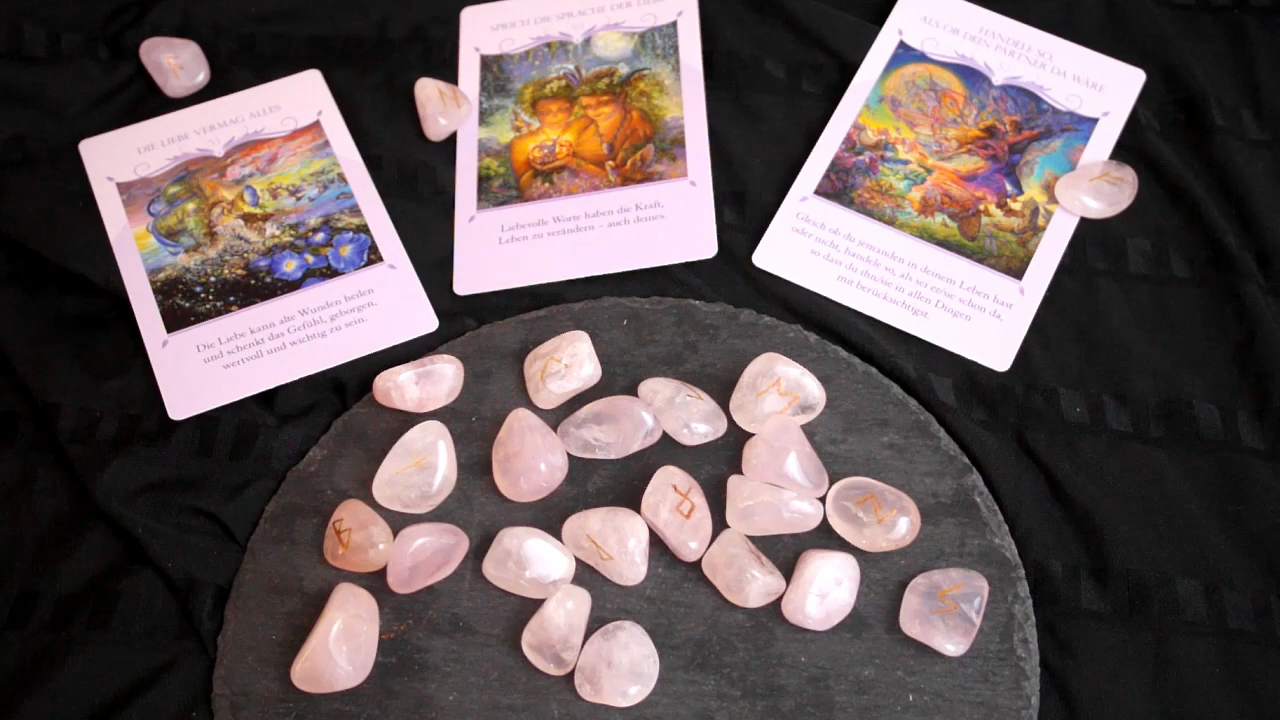 DIE LIEBE VERMAG ALLES
Die Liebe kann alte Wunden heilen
und schenkt das Gefühl, geborgen,
wertvoll und wichtig zu sein.
SPRICH DIE SPRACHE DER LIEBE
Liebevolle Worte haben die Kraft,
Leben zu verändern – auch deines.
HANDELE SO,
ALS OB DEIN PARTNER DA WÄRE
Gleich ob du jemanden in deinem Leben hast
oder nicht, handele so, als sei er/sie schon da,
so dass du ihn/sie in allen Dingen
mit berücksichtigst.